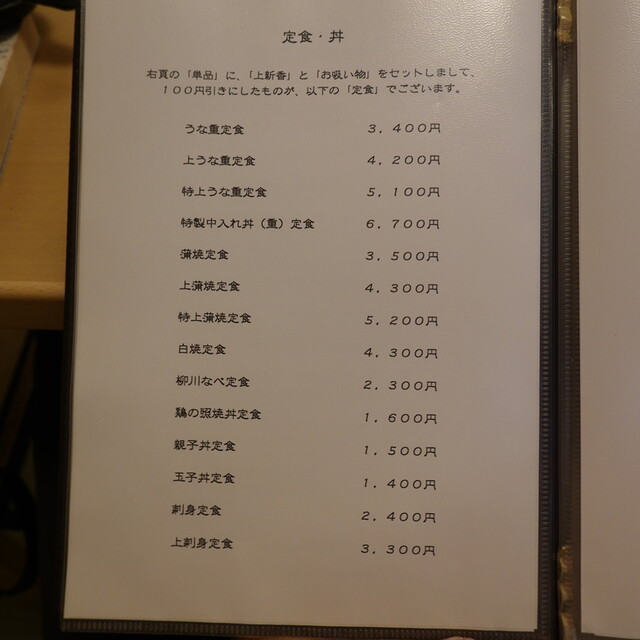 定食・丼
右頁の「単品」に、「上新香」と「お吸い物」をセットしまして、
１００円引きにしたものが、以下の「定食」でございます。
うな重定食 ３，４００円
上うな重定食 ４，２００円
特上うな重定食 ５，１００円
特製中入れ丼（重）定食 ６，７００円
蒲焼定食 ３，５００円
上蒲焼定食 ４，３００円
特上蒲焼定食 ５，２００円
白焼定食 ４，３００円
柳川なべ定食 ２，３００円
鶏の照焼丼定食 １，６００円
親子丼定食 １，５００円
玉子丼定食 １，４００円
刺身定食 ２，４００円
上刺身定食 ３，３００円